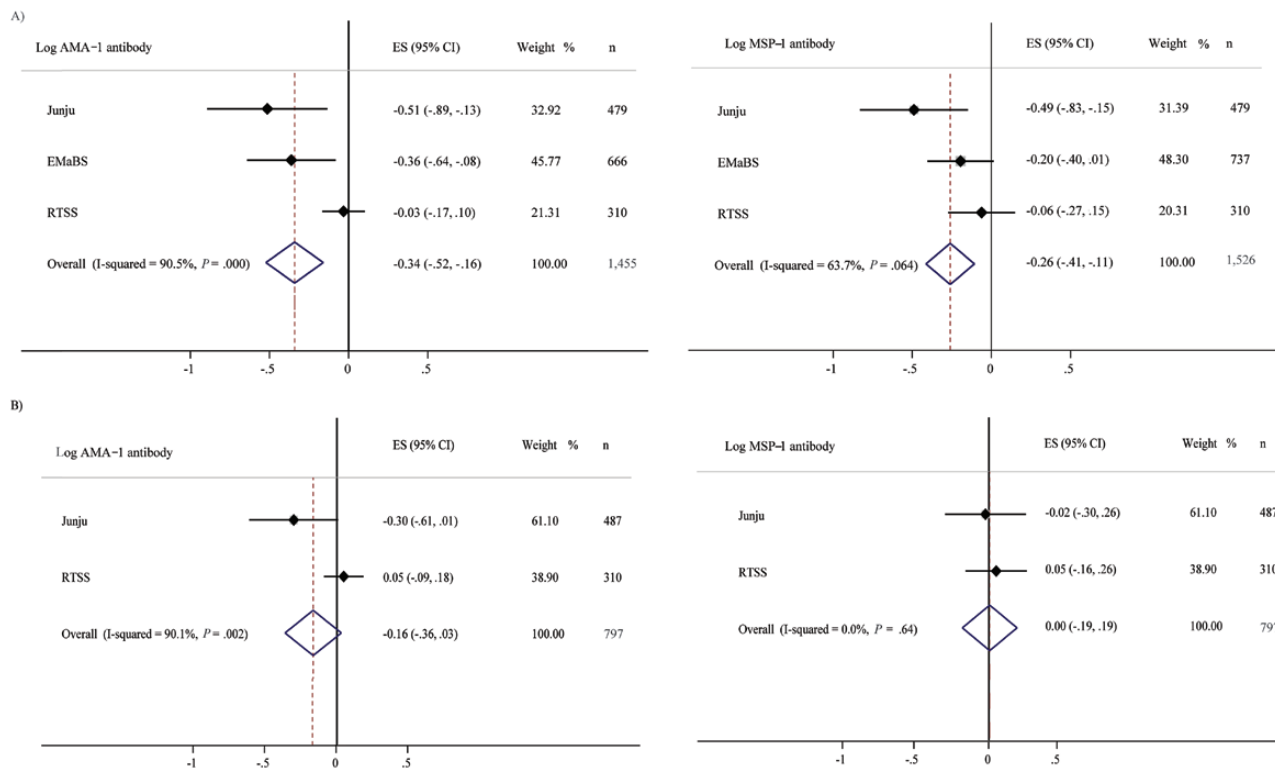 A)
Log AMA-1 antibody ES (95% CI) Weight % n
Junju -0.51 (-.89, -.13) 32.92 479
EMaBS -0.36 (-.64, -.08) 45.77 666
RTSS -0.03 (-.17, .10) 21.31 310
Overall (I-squared = 90.5%, P = .000) -0.34 (-.52, -.16) 100.00 1,455
-1 -.5 0 .5
Log MSP-1 antibody ES (95% CI) Weight % n
Junju -0.49 (-.83, -.15) 31.39 479
EMaBS -0.20 (-.40, .01) 48.30 737
RTSS -0.06 (-.27, .15) 20.31 310
Overall (I-squared = 63.7%, P = .064) -0.26 (-.41, -.11) 100.00 1,526
-1 -.5 0 .5
B)
Log AMA-1 antibody ES (95% CI) Weight % n
Junju -0.30 (-.61, .01) 61.10 487
RTSS 0.05 (-.09, .18) 38.90 310
Overall (I-squared = 90.1%, P = .002) -0.16 (-.36, .03) 100.00 797
-1 -.5 0 .5
Log MSP-1 antibody ES (95% CI) Weight % n
Junju -0.02 (-.30, .26) 61.10 487
RTSS 0.05 (-.16, .26) 38.90 310
Overall (I-squared = 0.0%, P = .64) 0.00 (-.19, .19) 100.00 797
-1 -.5 0 .5